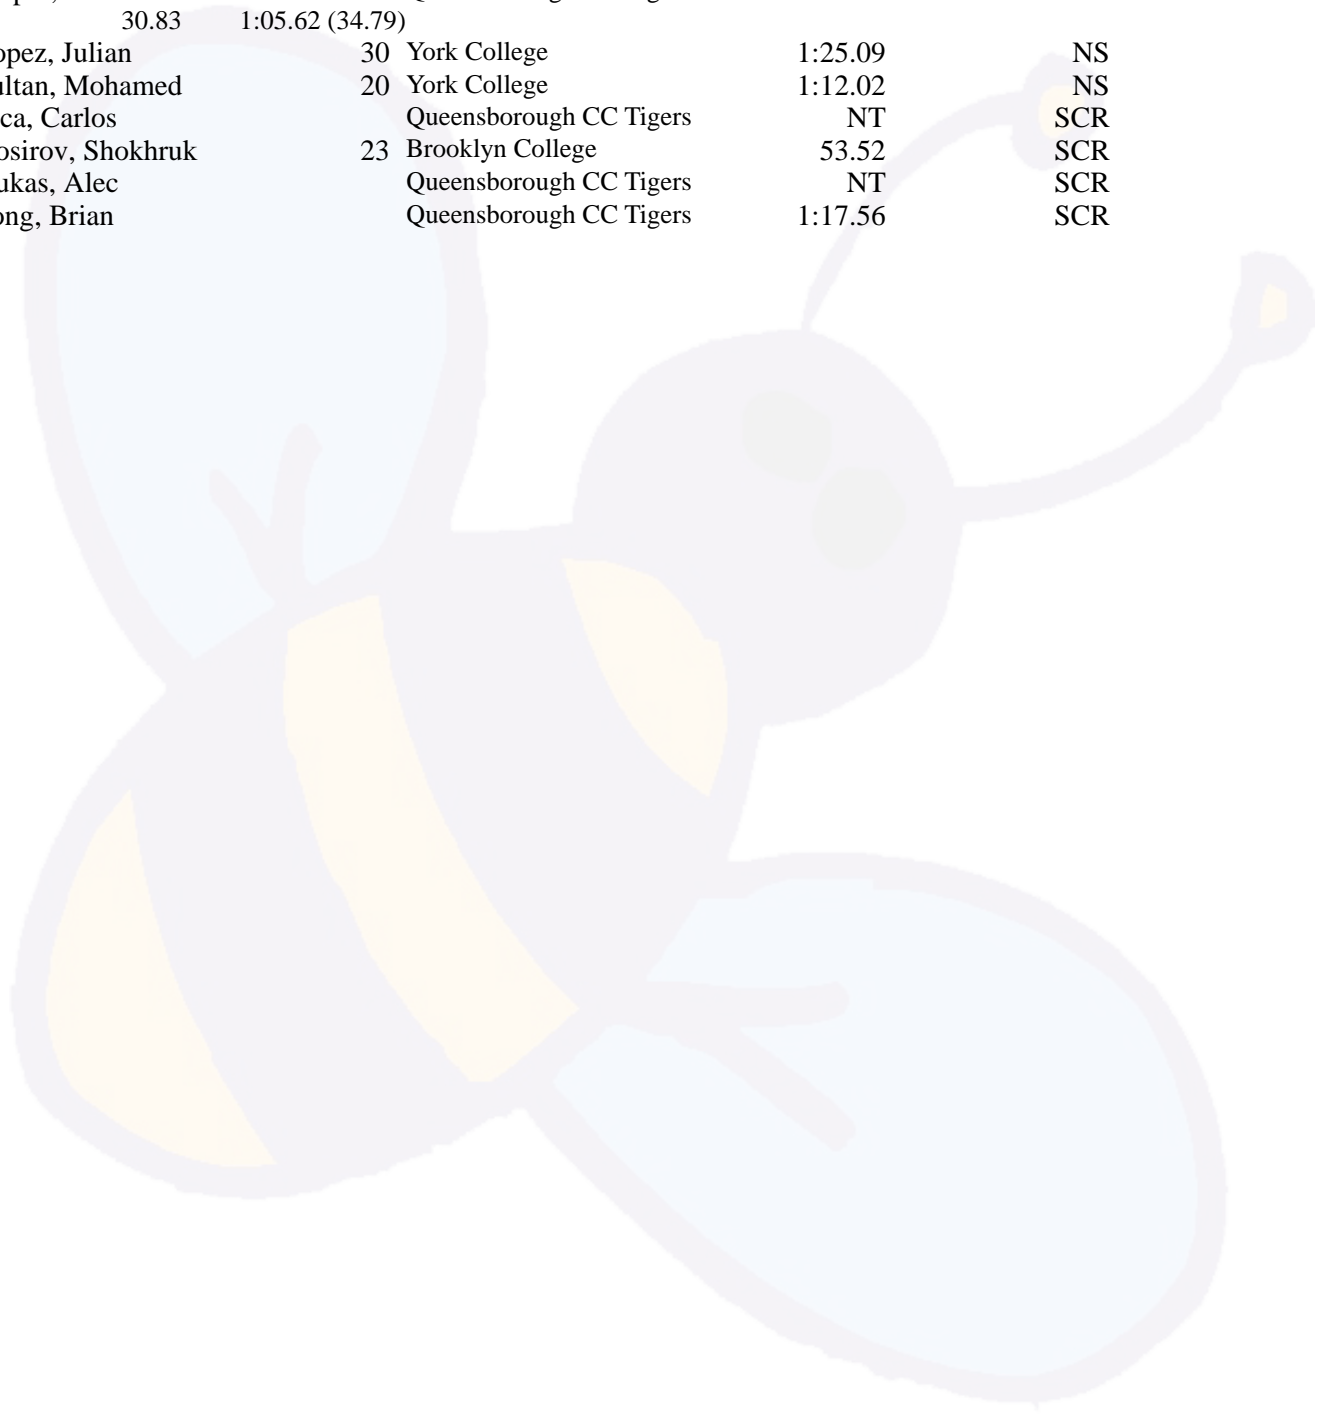 30.83 1:05.62 (34.79)
opez, Julian 30 York College 1:25.09 NS
ultan, Mohamed 20 York College 1:12.02 NS
ca, Carlos Queensborough CC Tigers NT SCR
osirov, Shokhruk 23 Brooklyn College 53.52 SCR
ukas, Alec Queensborough CC Tigers NT SCR
ong, Brian Queensborough CC Tigers 1:17.56 SCR